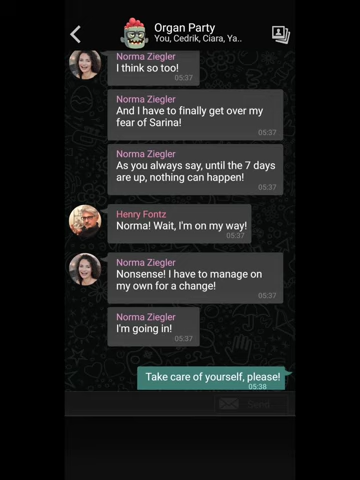 Organ Party
You, Cedrik, Ciara, Ya..
Norma Ziegler
I think so too!
05:37
Norma Ziegler
And I have to finally get over my
fear of Sarina!
05:37
Norma Ziegler
As you always say, until the 7 days
are up, nothing can happen!
05:37
Henry Fontz
Norma! Wait, I'm on my way!
05:37
Norma Ziegler
Nonsense! I have to manage on
my own for a change!
05:37
Norma Ziegler
I'm going in!
05:37
Take care of yourself, please!
05:38
Send